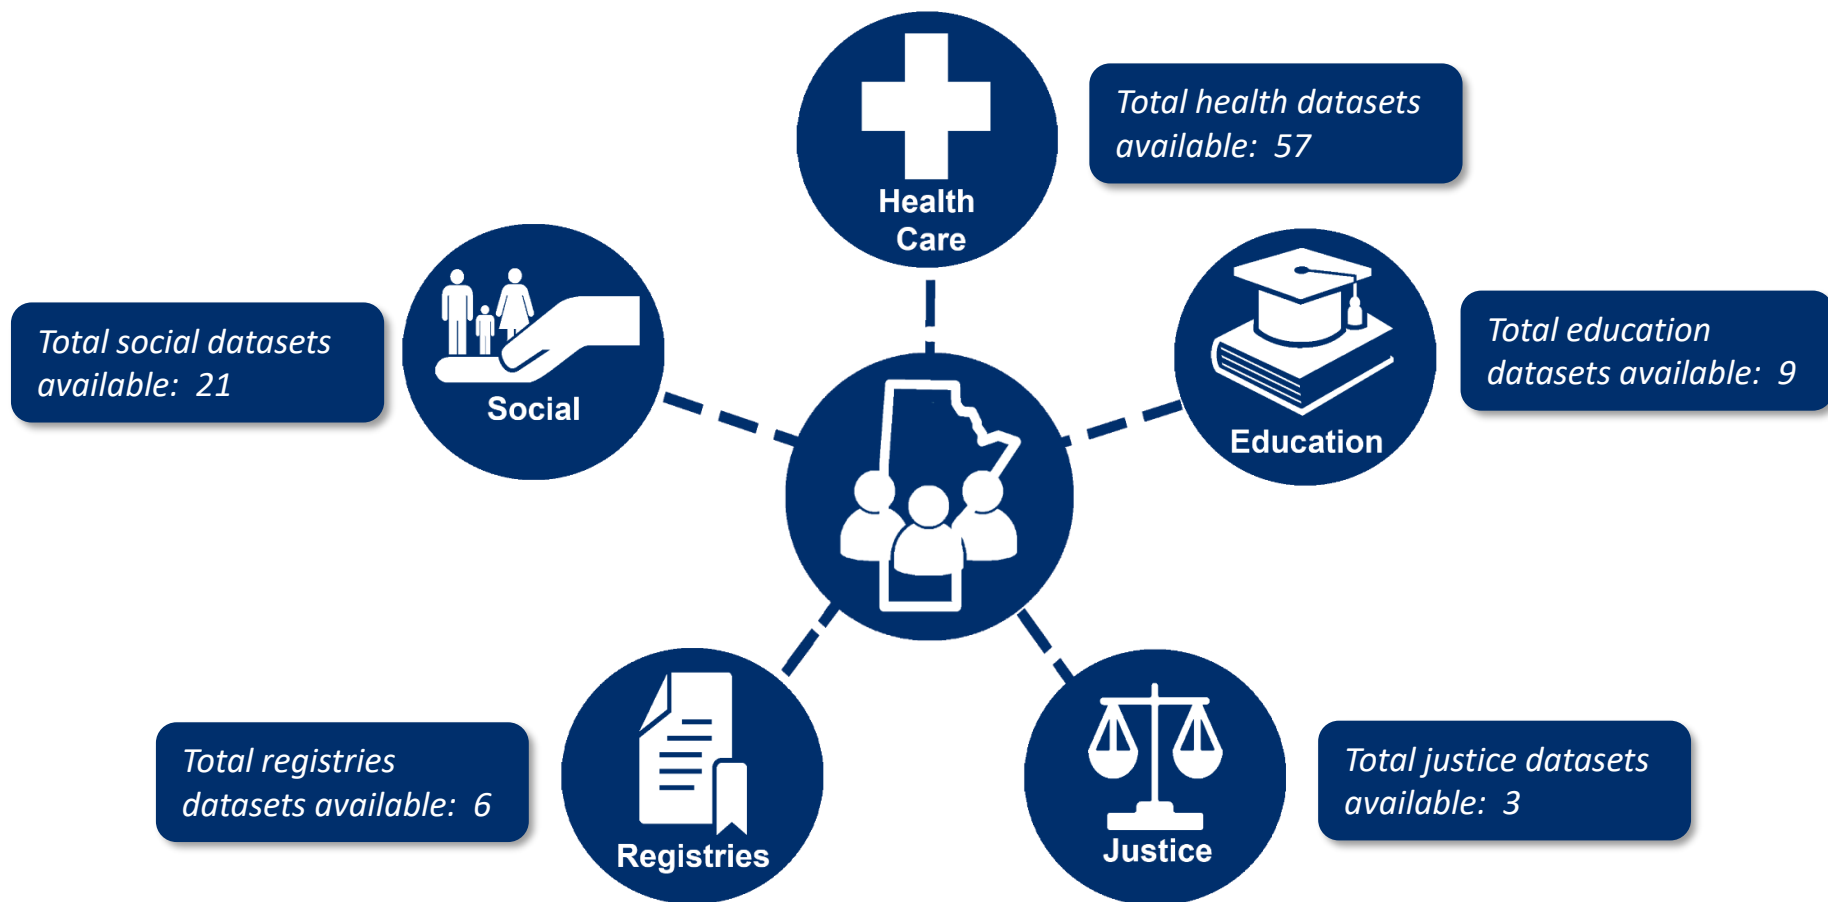 Health
Care
Total health datasets
available:  57
Social
Total social datasets
available:  21
Education
Total education
datasets available:  9
Registries
Total registries
datasets available:  6
Justice
Total justice datasets
available:  3